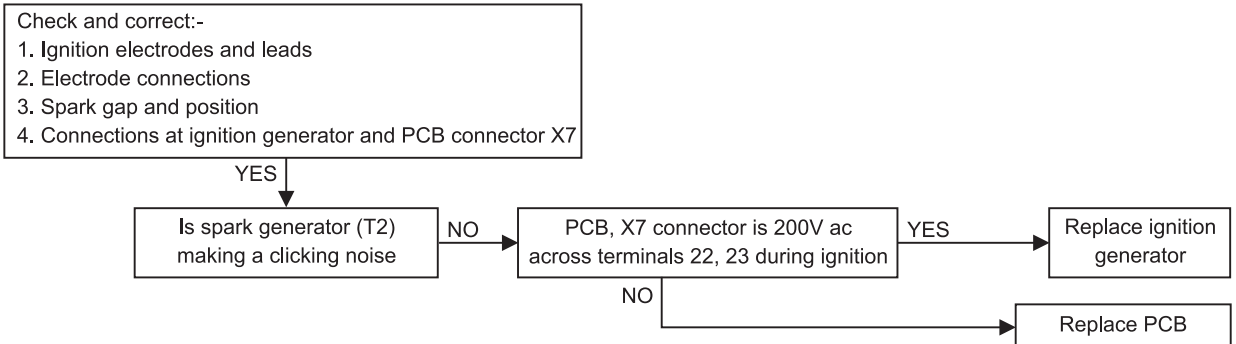 Check and correct:-
1. Ignition electrodes and leads
2. Electrode connections
3. Spark gap and position
4. Connections at ignition generator and PCB connector X7
YES
Is spark generator (T2)
making a clicking noise
NO
PCB, X7 connector is 200V ac
across terminals 22, 23 during ignition
YES
Replace ignition
generator
NO
Replace PCB